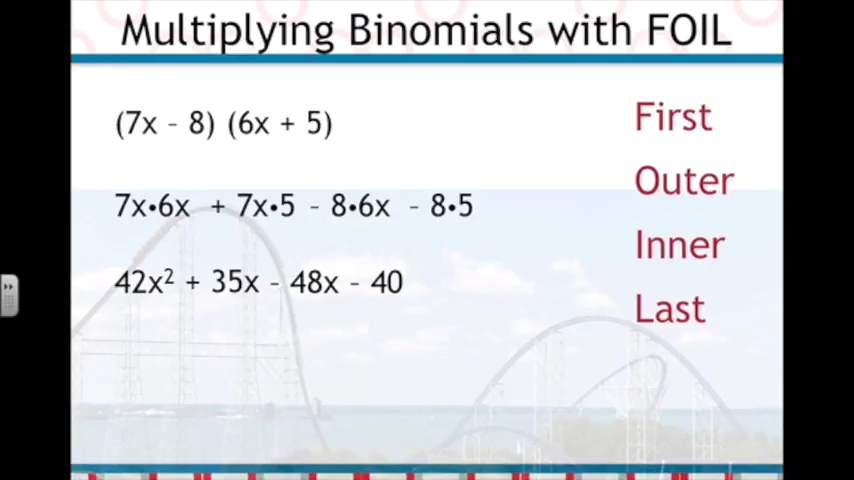 Multiplying Binomials with FOIL
(7x – 8) (6x + 5)
7x•6x + 7x•5 – 8•6x – 8•5
42x² + 35x – 48x – 40
First
Outer
Inner
Last